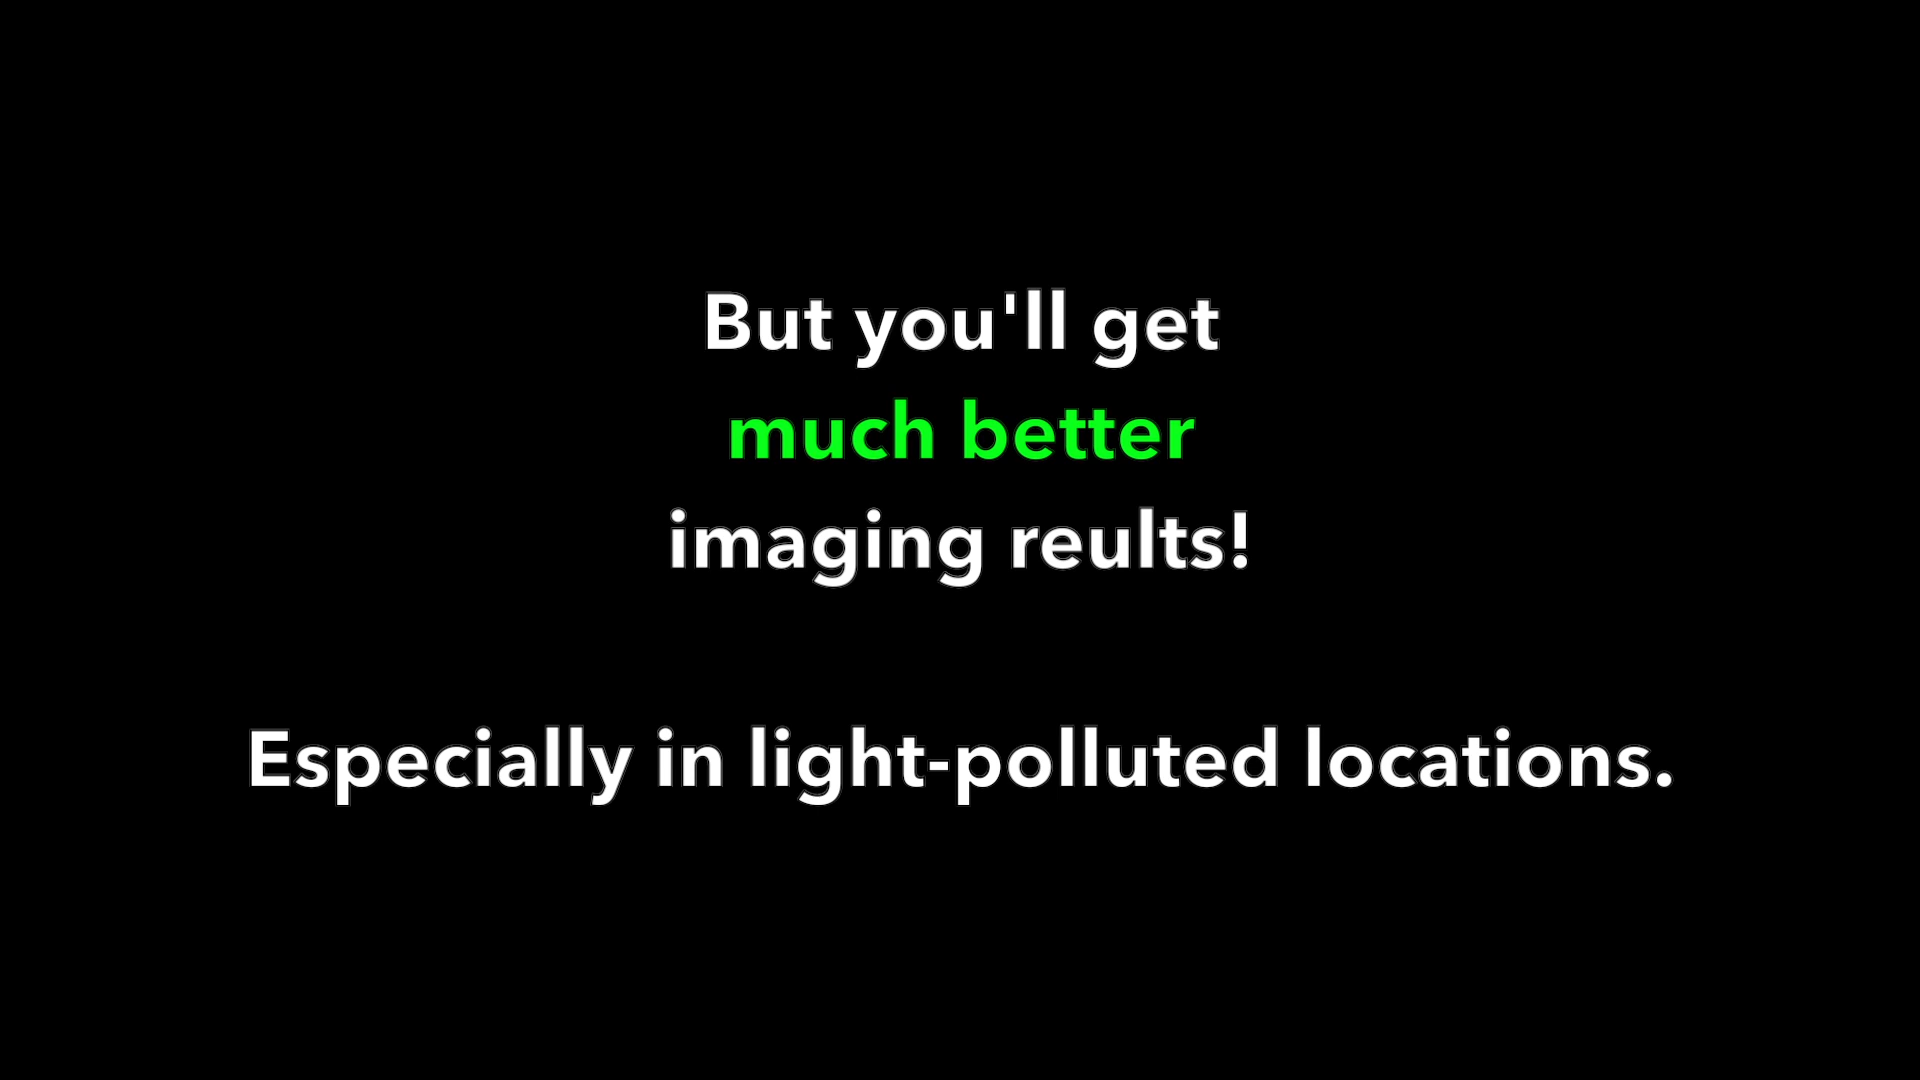 But you'll get
much better
imaging reults!
Especially in light-polluted locations.